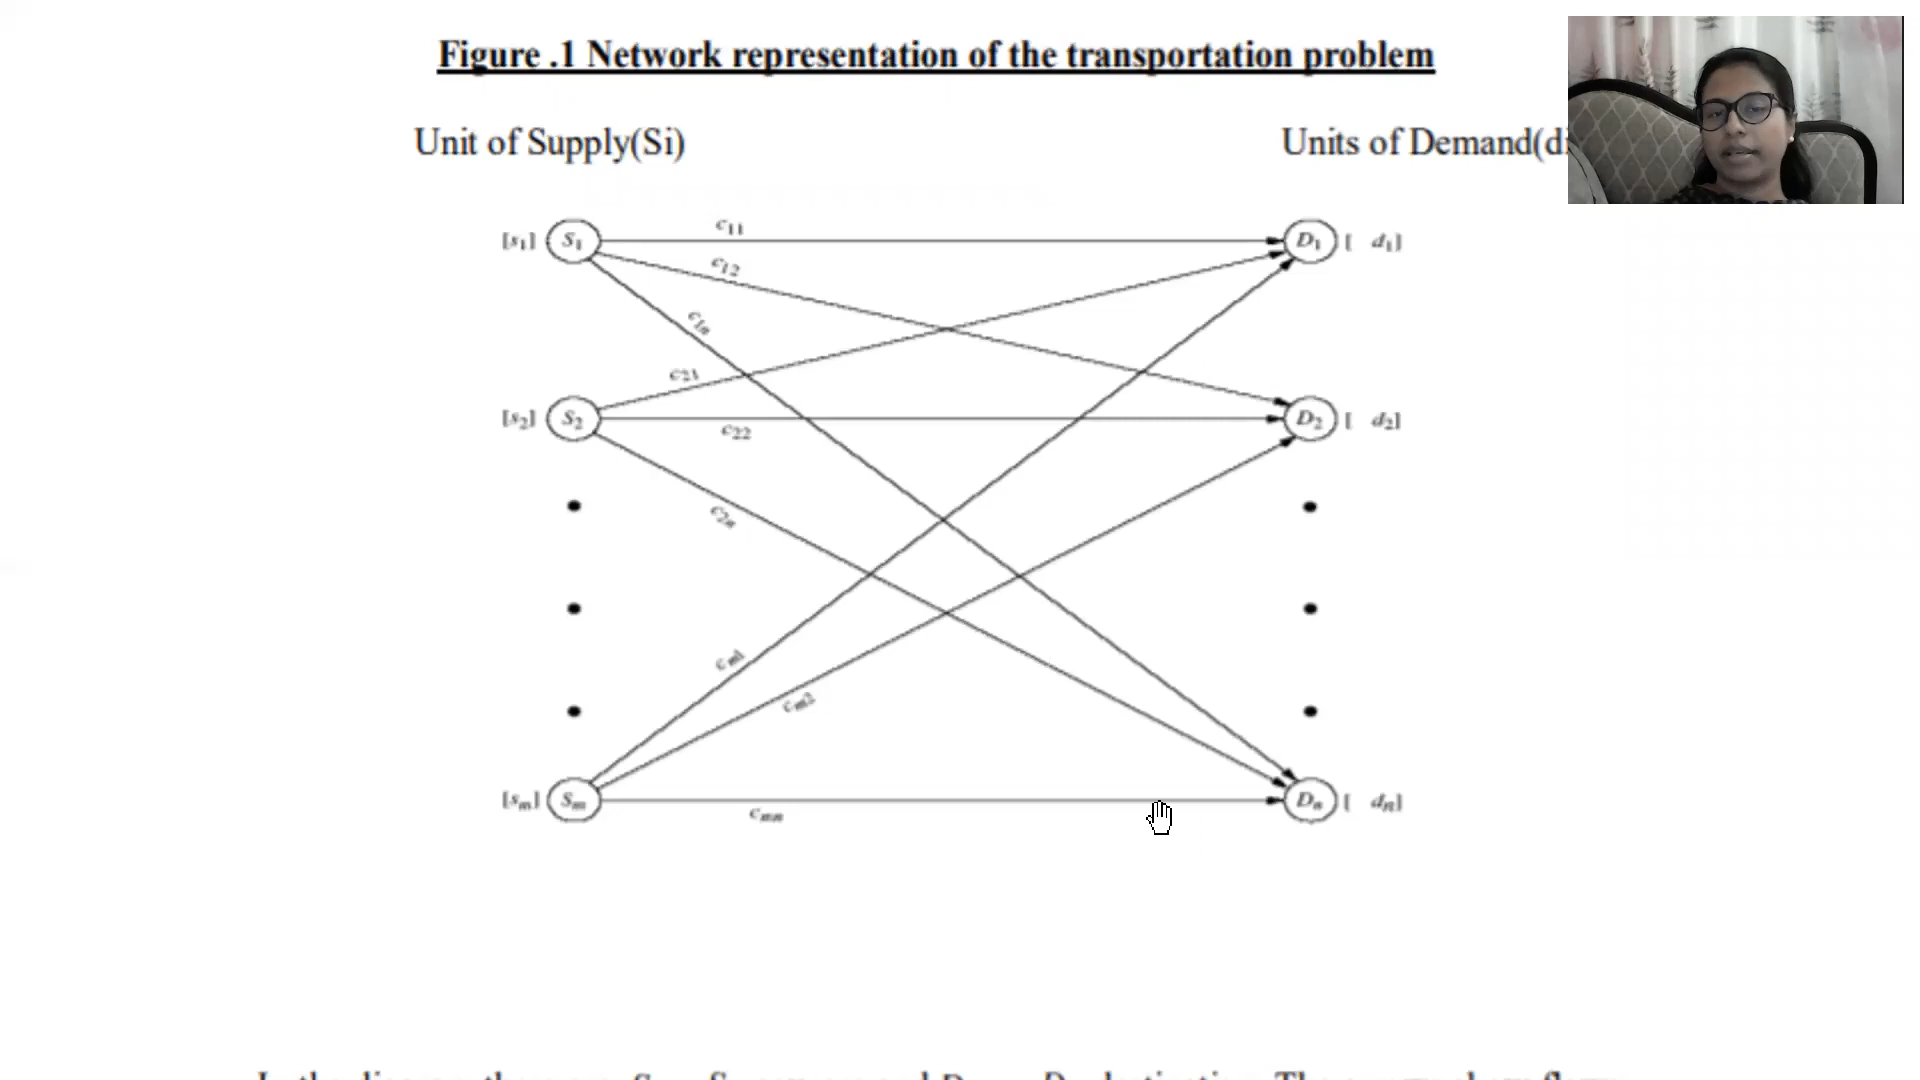 Figure .1 Network representation of the transportation problem
Unit of Supply(Si)
Units of Demand(di
[s1] S1 c11 D1 [ d1]
c12
c1n
c21
[s2] S2 c22 D2 [ d2]
c2n
cm1
cm2
[sm] Sm cmn Dn [ dn]